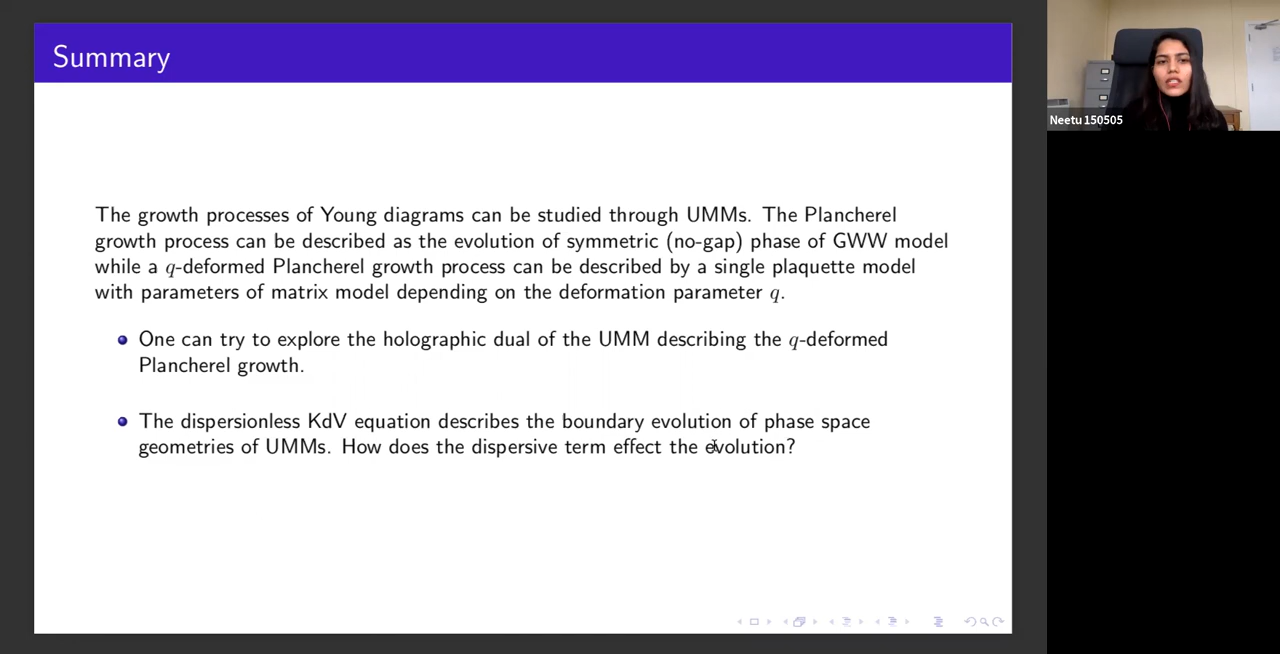 Summary
The growth processes of Young diagrams can be studied through UMMs. The Plancherel
growth process can be described as the evolution of symmetric (no-gap) phase of GWW model
while a q-deformed Plancherel growth process can be described by a single plaquette model
with parameters of matrix model depending on the deformation parameter q.
One can try to explore the holographic dual of the UMM describing the q-deformed
Plancherel growth.
The dispersionless KdV equation describes the boundary evolution of phase space
geometries of UMMs. How does the dispersive term effect the evolution?
Neetu 150505